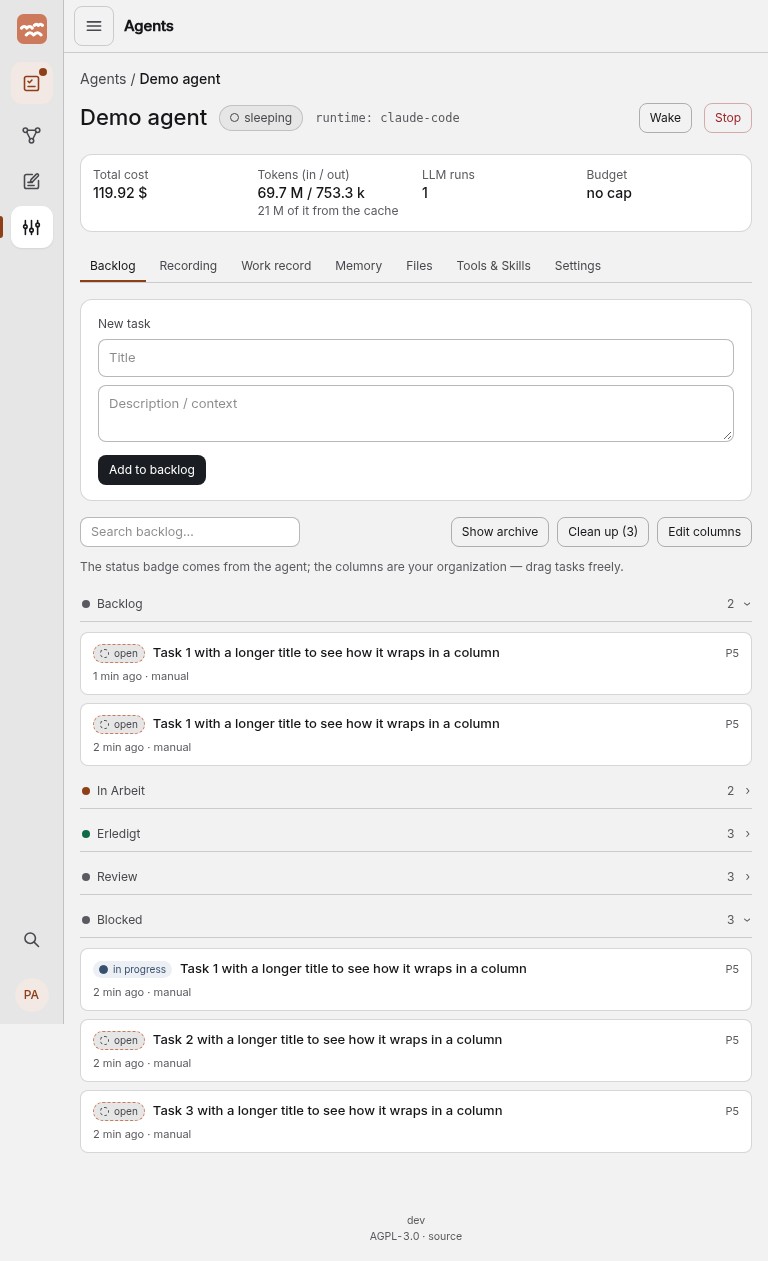 Agents
Agents / Demo agent
Demo agent
sleeping
runtime: claude-code
Wake
Stop
Total cost
Tokens (in / out)
LLM runs
Budget
119.92 $
69.7 M / 753.3 k
1
no cap
21 M of it from the cache
Backlog
Recording
Work record
Memory
Files
Tools & Skills
Settings
New task
Title
Description / context
Add to backlog
Search backlog...
Show archive
Clean up (3)
Edit columns
The status badge comes from the agent; the columns are your organization — drag tasks freely.
Backlog 2
open Task 1 with a longer title to see how it wraps in a column P5
1 min ago · manual
open Task 1 with a longer title to see how it wraps in a column P5
2 min ago · manual
In Arbeit 2
Erledigt 3
Review 3
Blocked 3
in progress Task 1 with a longer title to see how it wraps in a column P5
2 min ago · manual
open Task 2 with a longer title to see how it wraps in a column P5
2 min ago · manual
open Task 3 with a longer title to see how it wraps in a column P5
2 min ago · manual
PA
dev
AGPL-3.0 · source